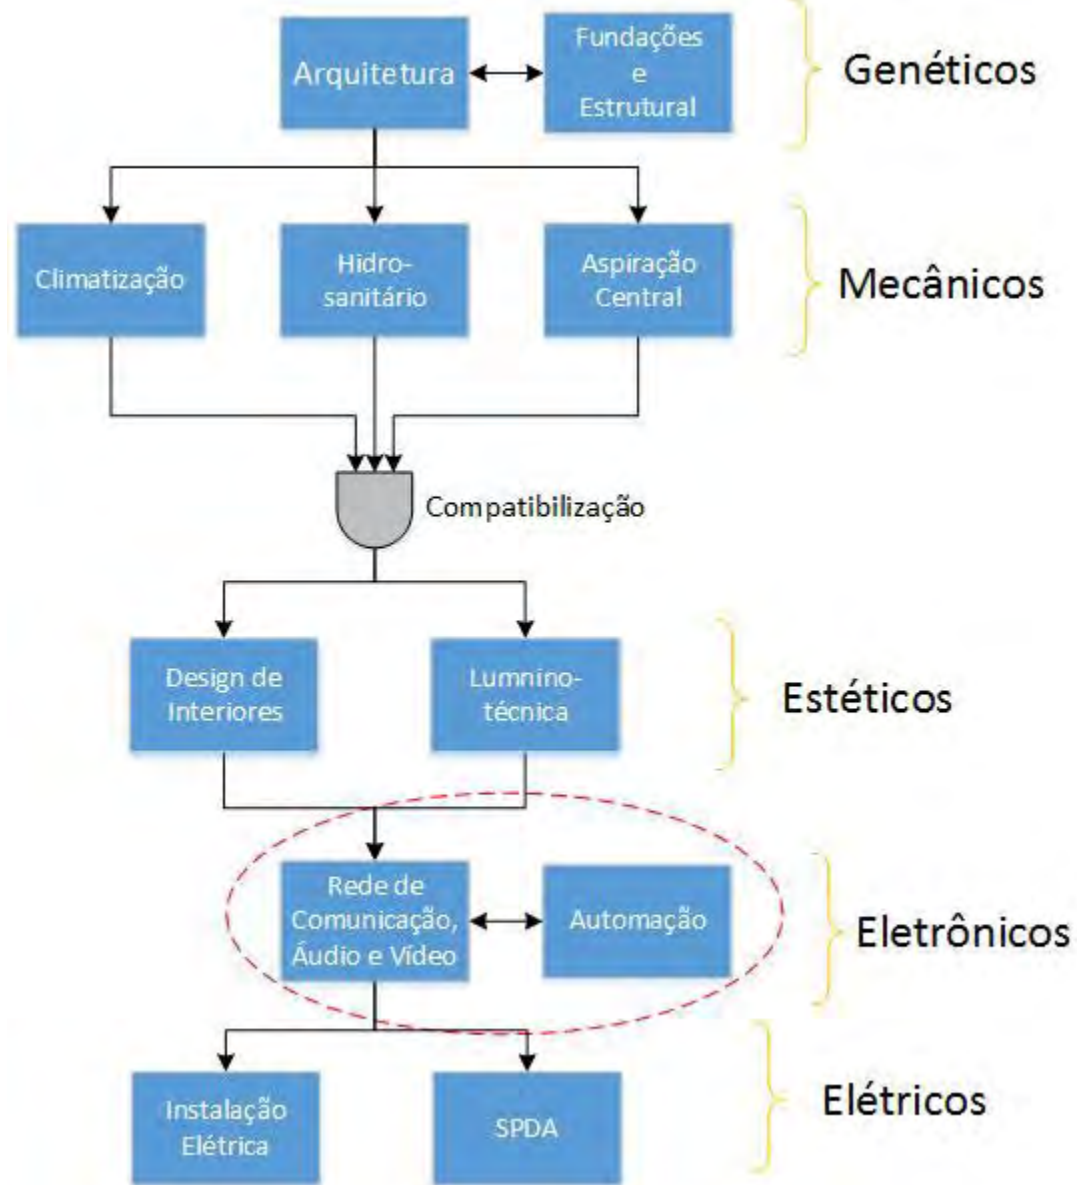 Arquitetura
Fundações
e
Estrutural
Genéticos
Climatização
Hidro-
sanitário
Aspiração
Central
Mecânicos
Compatibilização
Design de
Interiores
Lumnino-
técnica
Estéticos
Rede de
Comunicação,
Áudio e Vídeo
Automação
Eletrônicos
Instalação
Elétrica
SPDA
Elétricos